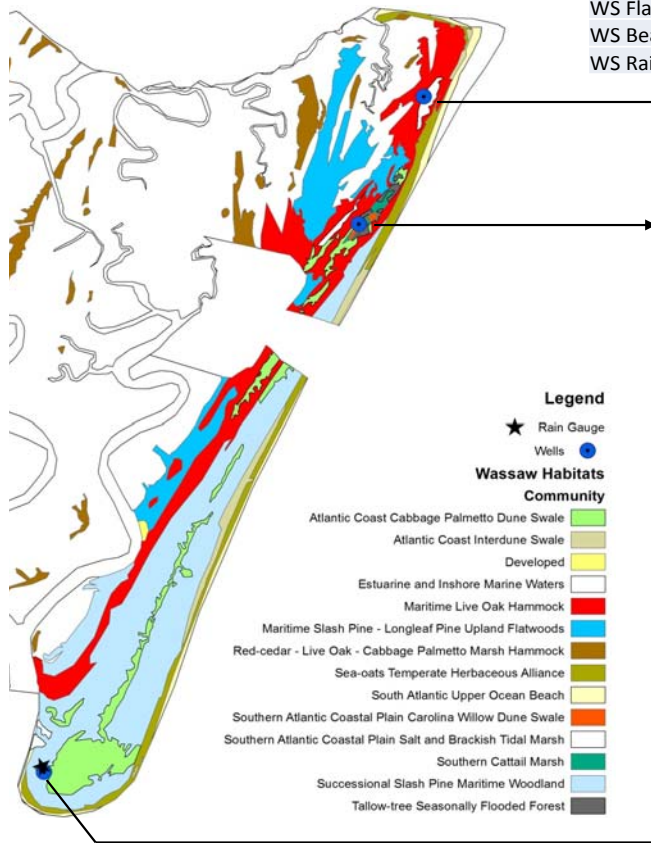 WS Fla
WS Bea
WS Rai
Legend
Rain Gauge
Wells
Wassaw Habitats
Community
Atlantic Coast Cabbage Palmetto Dune Swale
Atlantic Coast Interdune Swale
Developed
Estuarine and Inshore Marine Waters
Maritime Live Oak Hammock
Maritime Slash Pine - Longleaf Pine Upland Flatwoods
Red-cedar - Live Oak - Cabbage Palmetto Marsh Hammock
Sea-oats Temperate Herbaceous Alliance
South Atlantic Upper Ocean Beach
Southern Atlantic Coastal Plain Carolina Willow Dune Swale
Southern Atlantic Coastal Plain Salt and Brackish Tidal Marsh
Southern Cattail Marsh
Successional Slash Pine Maritime Woodland
Tallow-tree Seasonally Flooded Forest